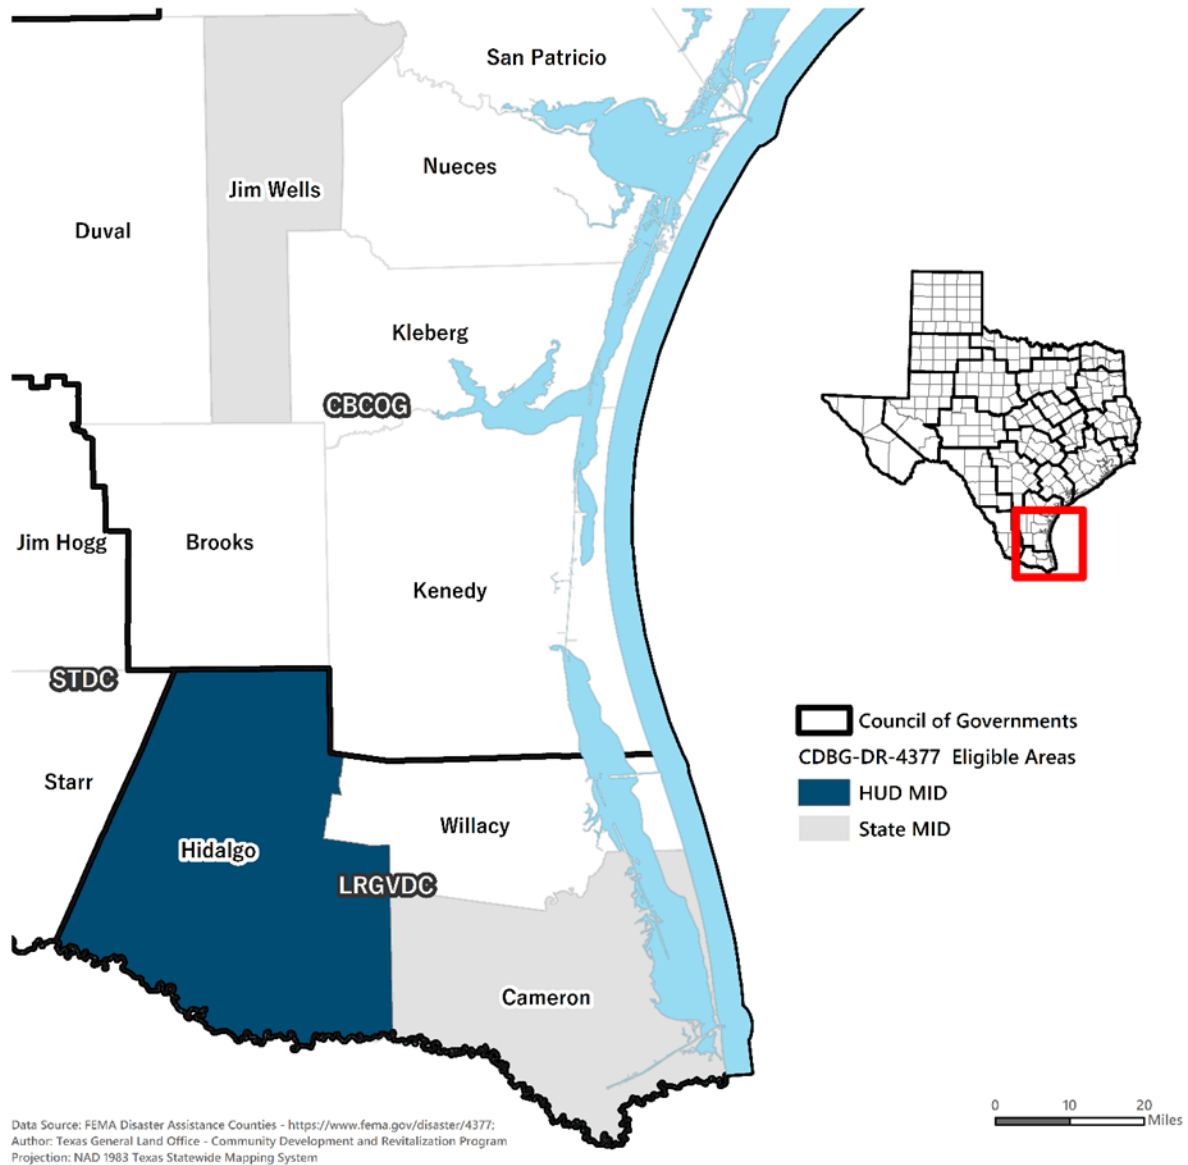 San Patricio
Nueces
Jim Wells
Duval
Kleberg
CBCOG
Jim Hogg
Brooks
Kenedy
STDC
Council of Governments
CDBG-DR-4377 Eligible Areas
Starr
HUD MID
Willacy
State MID
Hidalgo
LRGVDC
Cameron
0 10 20
Miles
Data Source: FEMA Disaster Assistance Counties - https://www.fema.gov/disaster/4377;
Author: Texas General Land Office - Community Development and Revitalization Program
Projection: NAD 1983 Texas Statewide Mapping System